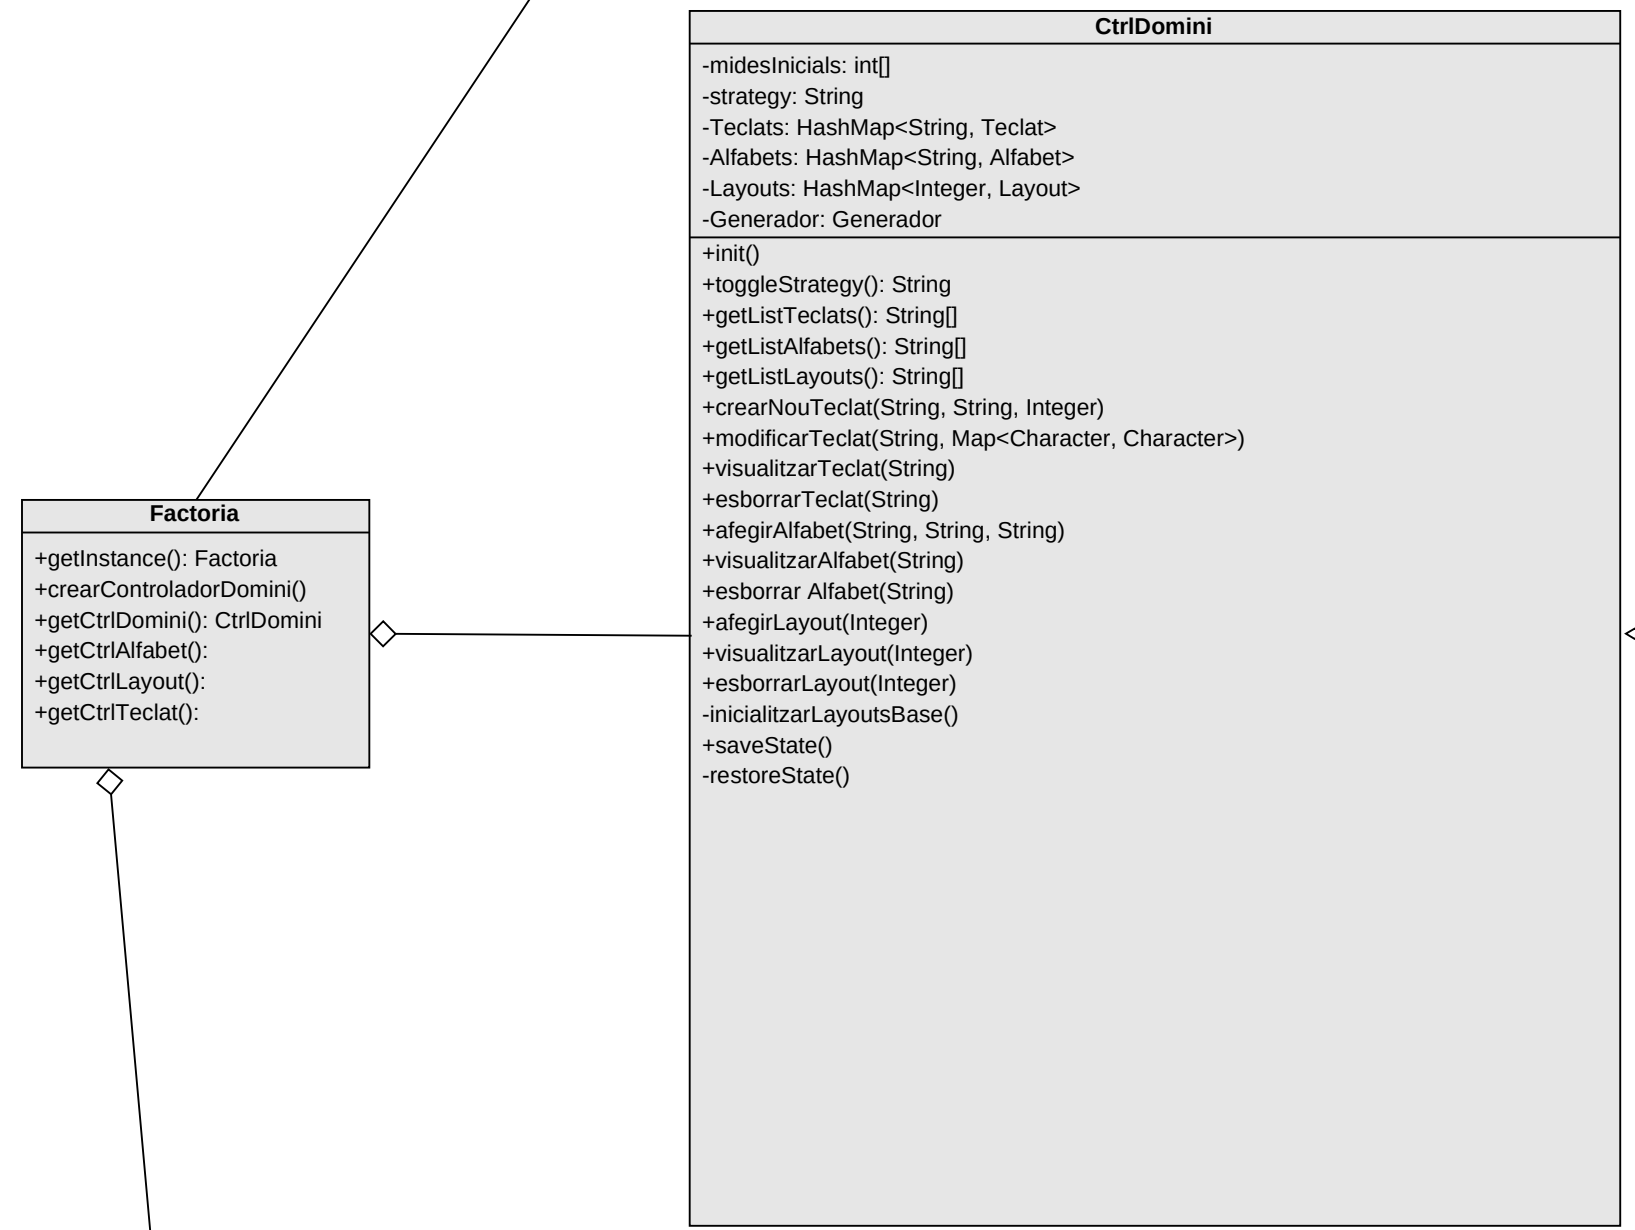 CtrlDomini
-midesInicials: int[]
-strategy: String
-Teclats: HashMap<String, Teclat>
-Alfabets: HashMap<String, Alfabet>
-Layouts: HashMap<Integer, Layout>
-Generador: Generador
+init()
+toggleStrategy(): String
+getListTeclats(): String[]
+getListAlfabets(): String[]
+getListLayouts(): String[]
+crearNouTeclat(String, String, Integer)
+modificarTeclat(String, Map<Character, Character>)
+visualitzarTeclat(String)
+esborrarTeclat(String)
+afegirAlfabet(String, String, String)
+visualitzarAlfabet(String)
+esborrar Alfabet(String)
+afegirLayout(Integer)
+visualitzarLayout(Integer)
+esborrarLayout(Integer)
-inicialitzarLayoutsBase()
+saveState()
-restoreState()
Factoria
+getInstance(): Factoria
+crearControladorDomini()
+getCtrlDomini(): CtrlDomini
+getCtrlAlfabet():
+getCtrlLayout():
+getCtrlTeclat():